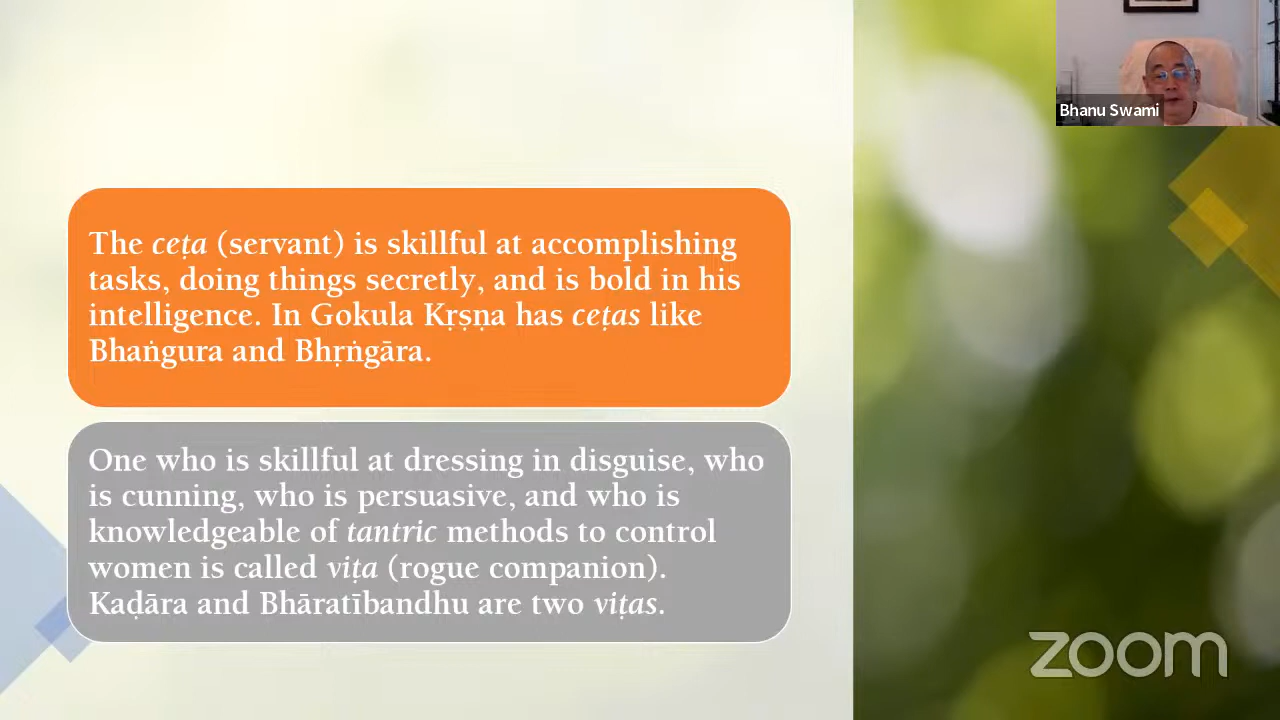 Bhanu Swami
The ceṭa (servant) is skillful at accomplishing
tasks, doing things secretly, and is bold in his
intelligence. In Gokula Kṛṣṇa has ceṭas like
Bhaṅgura and Bhṛṅgāra.
One who is skillful at dressing in disguise, who
is cunning, who is persuasive, and who is
knowledgeable of tantric methods to control
women is called viṭa (rogue companion).
Kaḍāra and Bhāratībandhu are two viṭas.
zoom